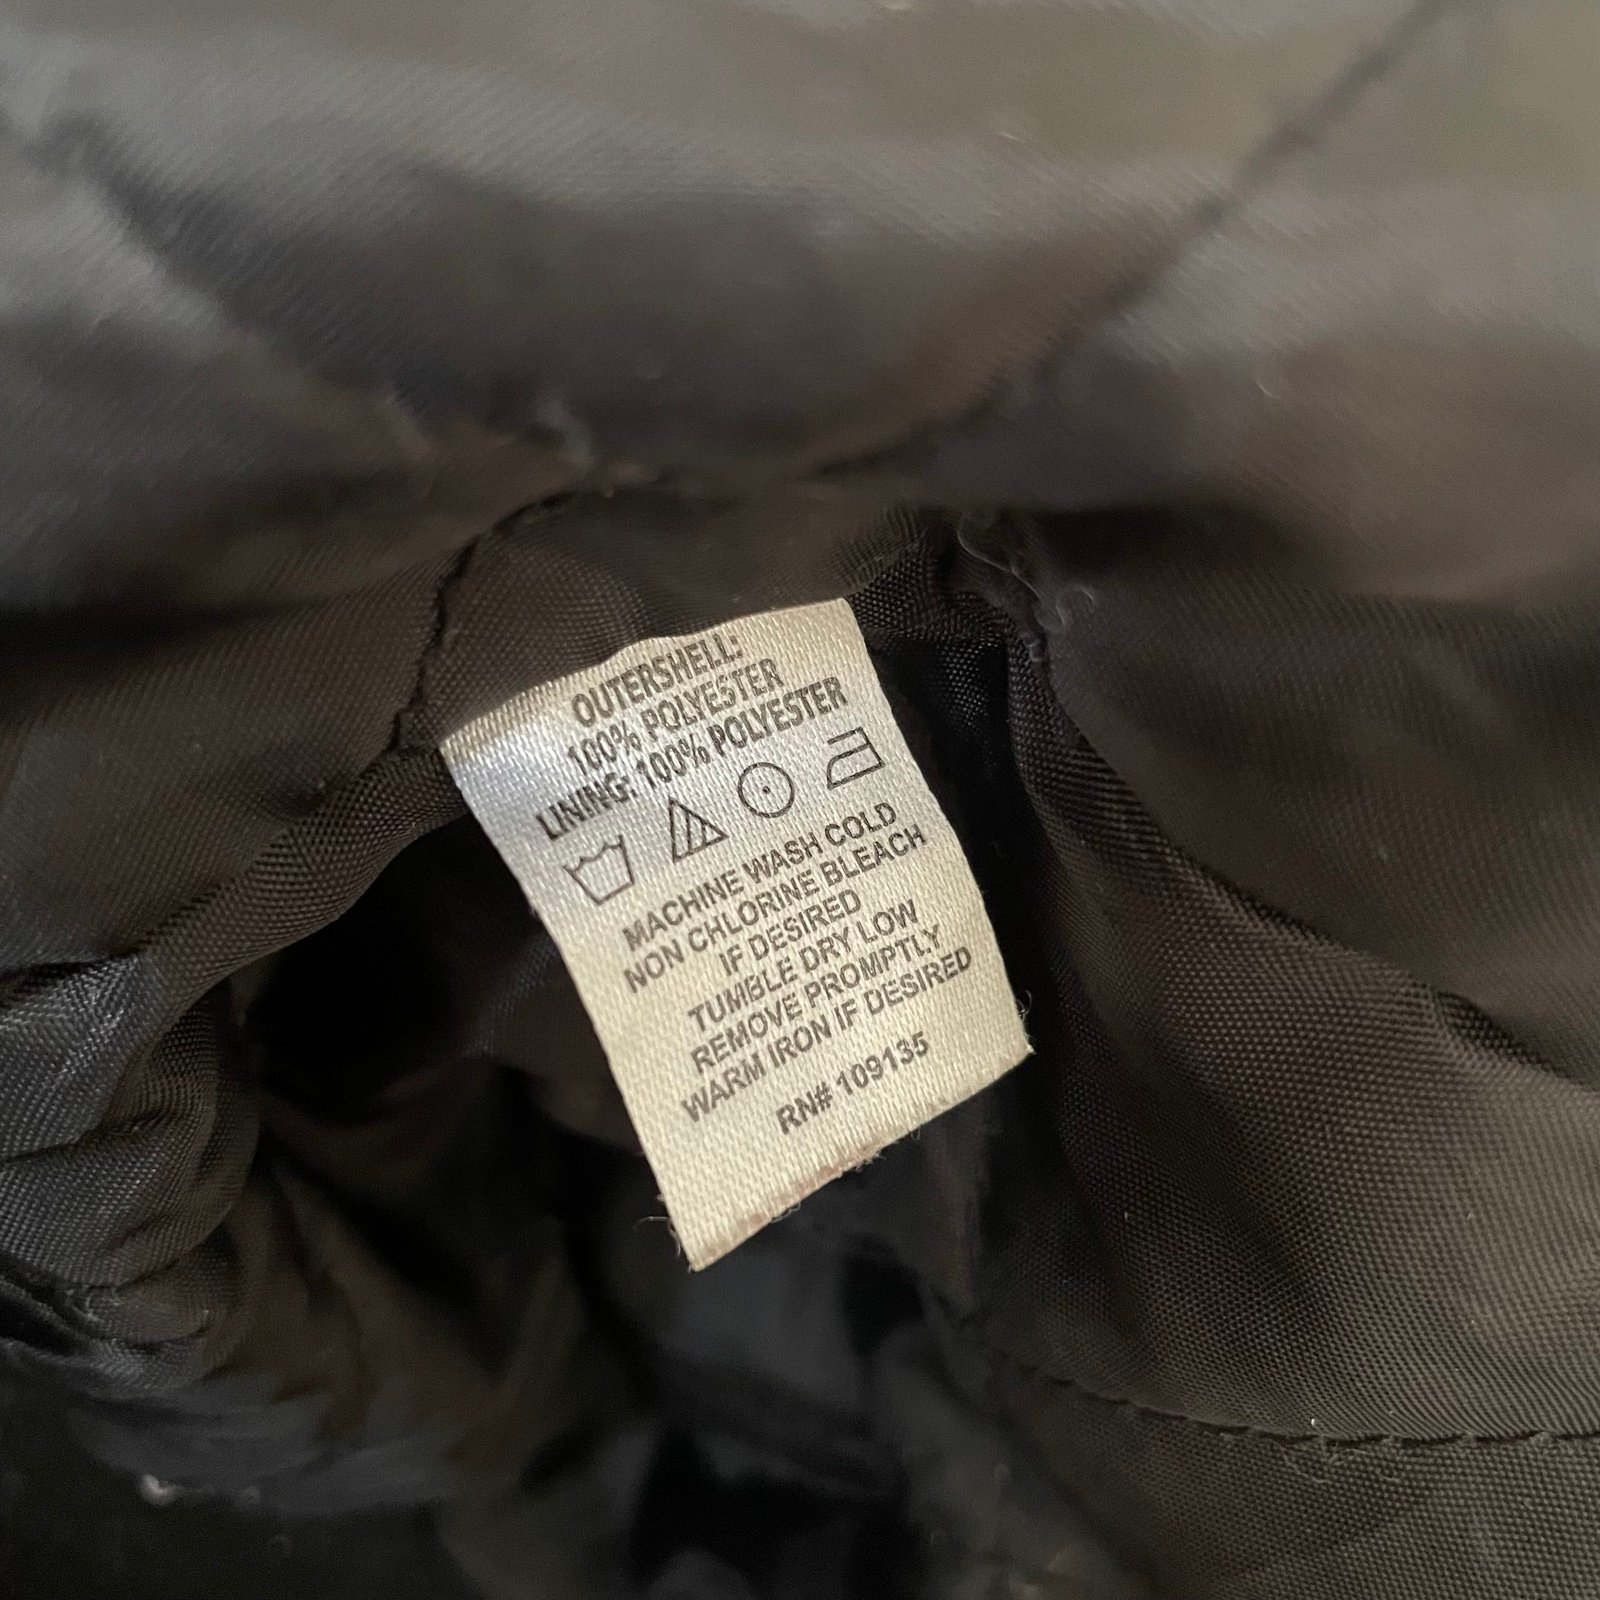 OUTERSHELL:
100% POLYESTER
LINING: 100% POLYESTER
MACHINE WASH COLD
NON CHLORINE BLEACH
IF DESIRED
TUMBLE DRY LOW
REMOVE PROMPTLY
WARM IRON IF DESIRED
RN# 109135